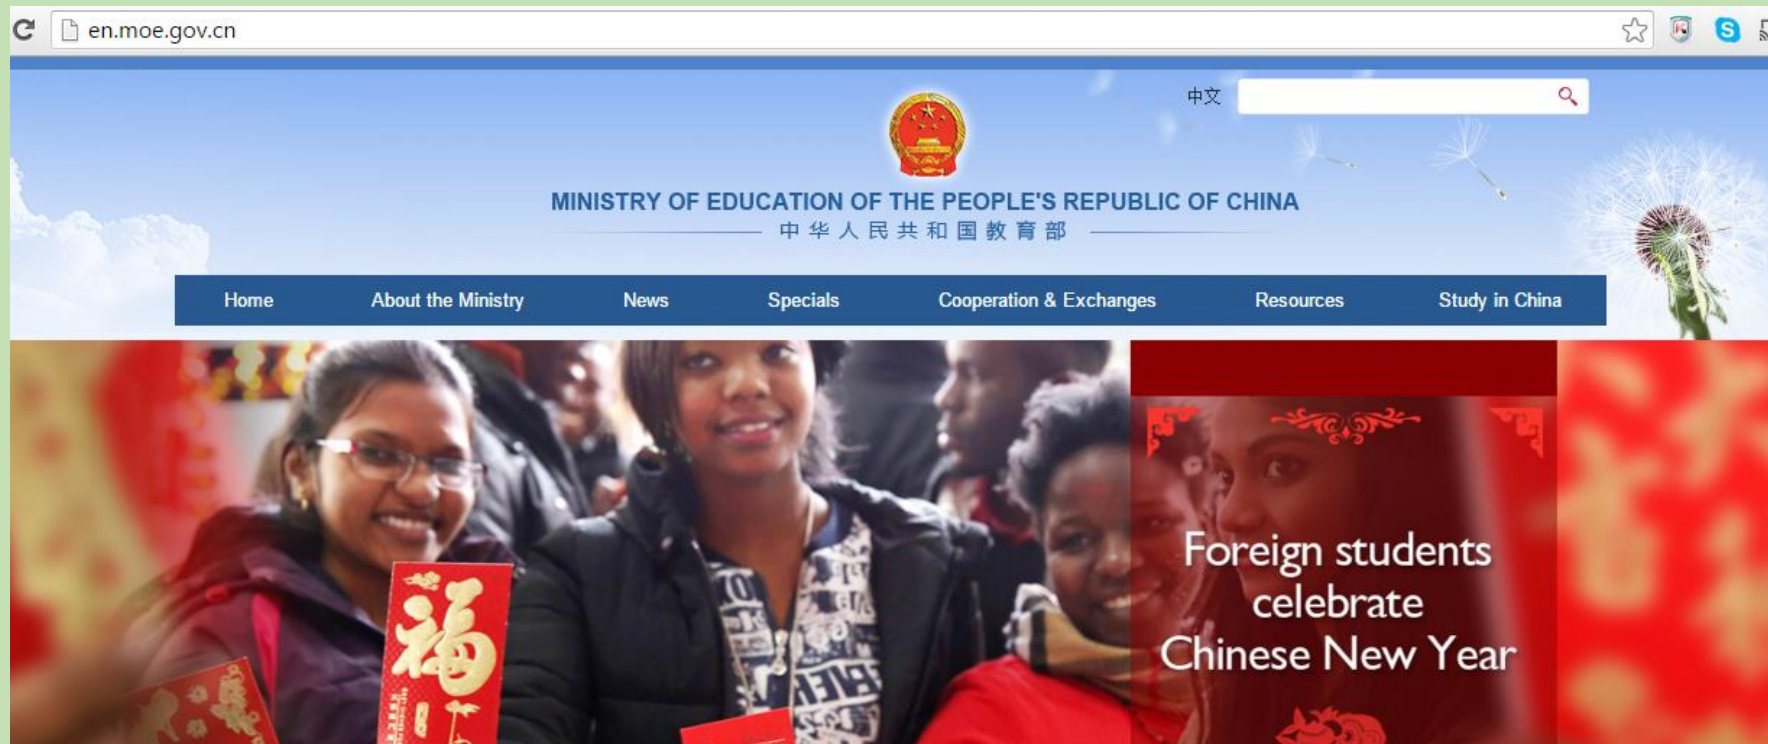 en.moe.gov.cn
中文
MINISTRY OF EDUCATION OF THE PEOPLE'S REPUBLIC OF CHINA
中华人民共和国教育部
Home About the Ministry News Specials Cooperation & Exchanges Resources Study in China
Foreign students
celebrate
Chinese New Year
福